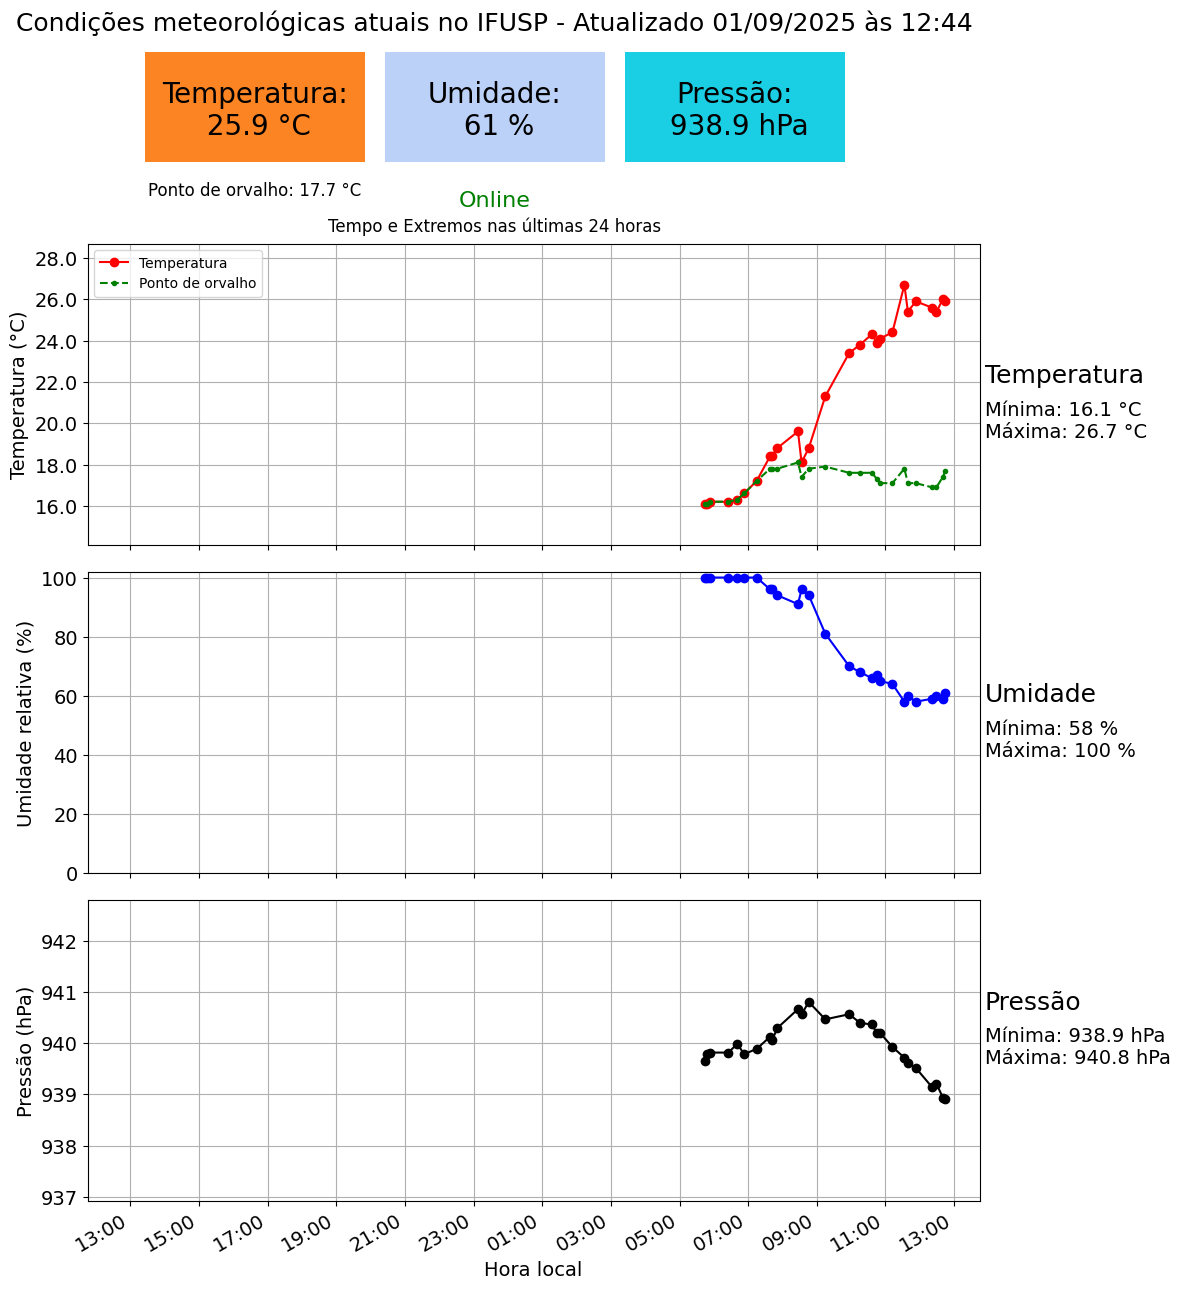 Condições meteorológicas atuais no IFUSP - Atualizado 01/09/2025 às 12:44
Temperatura:
25.9 °C
Umidade:
61 %
Pressão:
938.9 hPa
Ponto de orvalho: 17.7 °C
Online
Tempo e Extremos nas últimas 24 horas
Temperatura
Ponto de orvalho
Temperatura (°C)
28.0
26.0
24.0
22.0
20.0
18.0
16.0
Temperatura
Mínima: 16.1 °C
Máxima: 26.7 °C
Umidade relativa (%)
100
80
60
40
20
0
Umidade
Mínima: 58 %
Máxima: 100 %
Pressão (hPa)
942
941
940
939
938
937
Pressão
Mínima: 938.9 hPa
Máxima: 940.8 hPa
13:00
15:00
17:00
19:00
21:00
23:00
01:00
03:00
05:00
07:00
09:00
11:00
13:00
Hora local